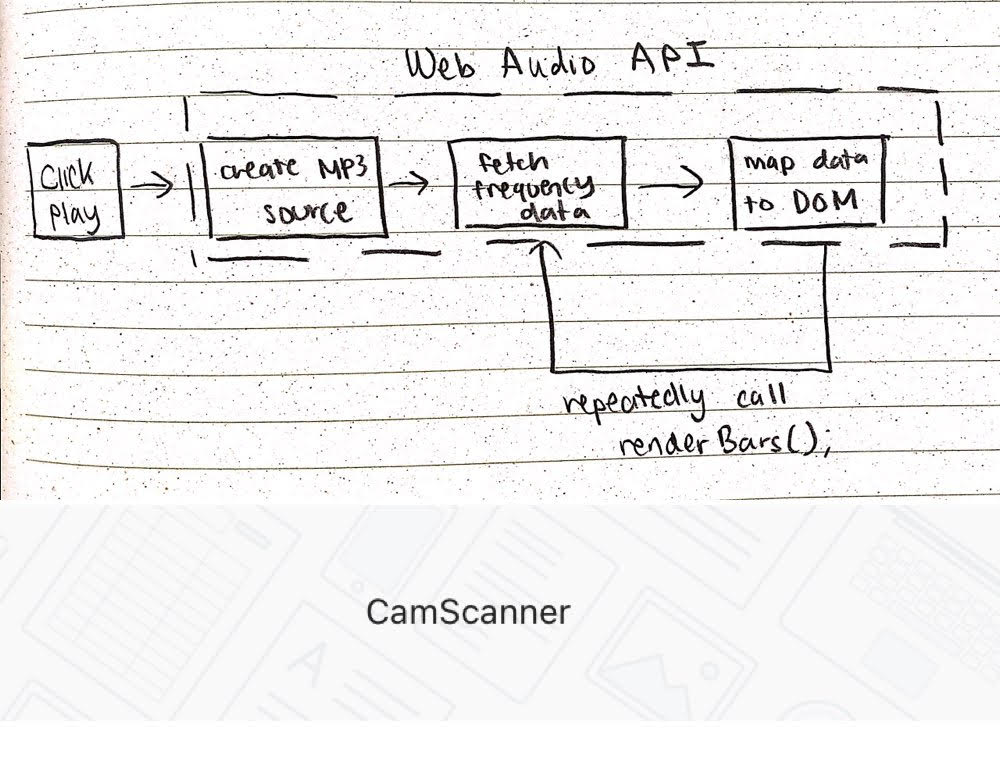 Web Audio API
Click
play
create MP3
source
fetch
frequency
data
map data
to DOM
repeatedly call
renderBars();
CamScanner